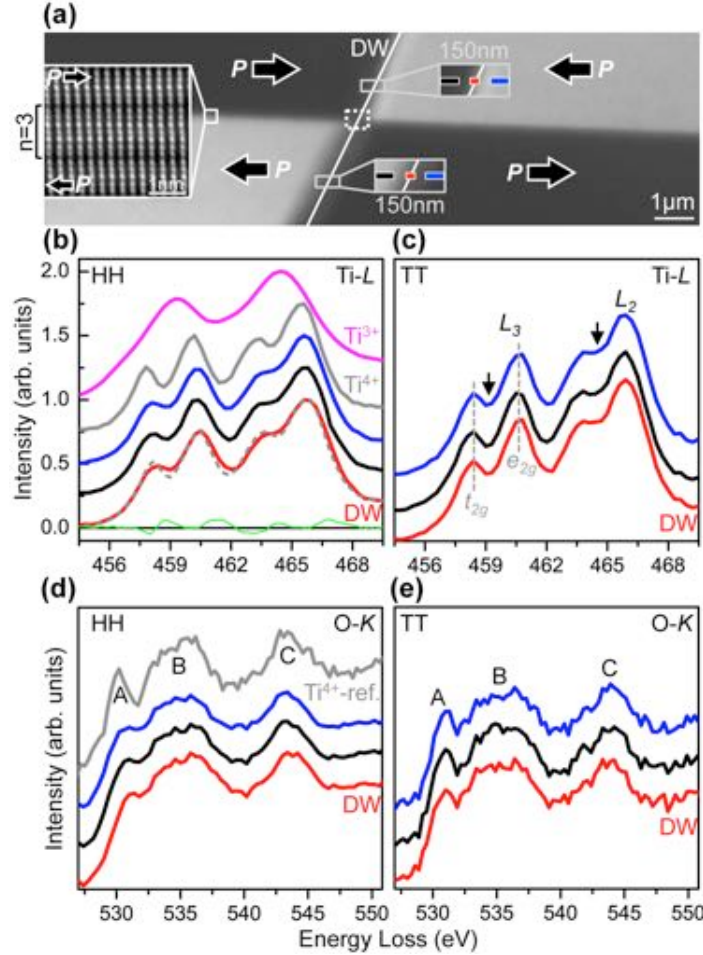 (a)
DW
150nm
P
P
P
n=3
P
1nm
P
P
150nm
1μm
(b)
HH
Ti-L
Ti3+
Ti4+
DW
2.0
1.5
1.0
0.5
0.0
456 459 462 465 468
Intensity (arb. units)
(c)
TT
Ti-L
L3
L2
t2g
e2g
DW
456 459 462 465 468
(d)
HH
O-K
A
B
C
Ti4+-ref.
DW
530 535 540 545 550
Intensity (arb. units)
(e)
TT
O-K
A
B
C
DW
530 535 540 545 550
Energy Loss (eV)